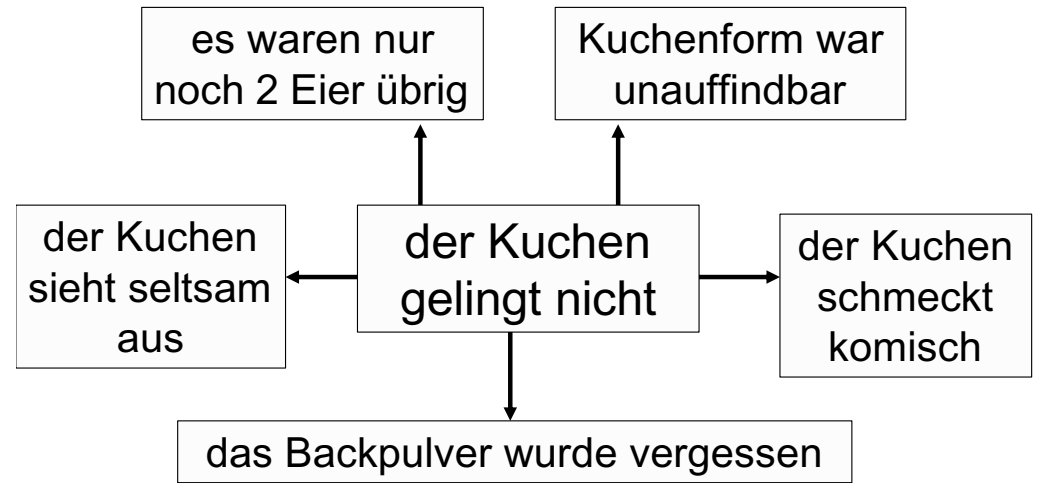 es waren nur
noch 2 Eier übrig
Kuchenform war
unauffindbar
der Kuchen
sieht seltsam
aus
der Kuchen
gelingt nicht
der Kuchen
schmeckt
komisch
das Backpulver wurde vergessen